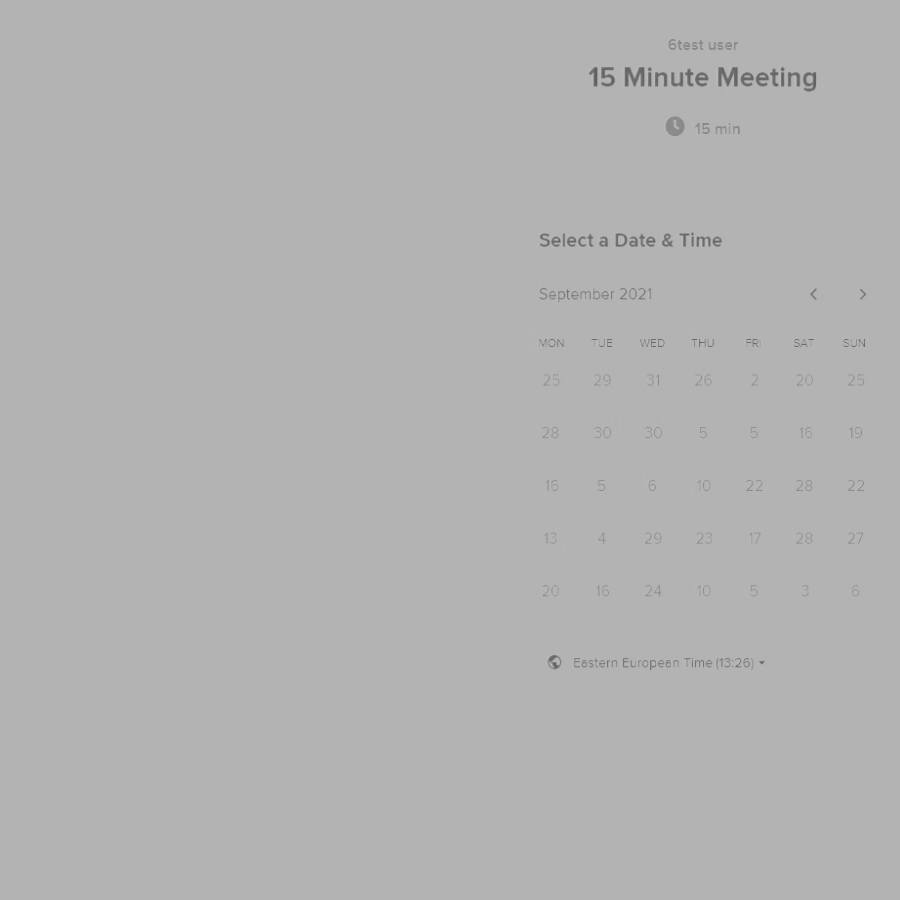 6test user
15 Minute Meeting
15 min
Select a Date & Time
September 2021
MON TUE WED THU FRI SAT SUN
25 29 31 26 2 20 25
28 30 30 5 5 16 19
16 5 6 10 22 28 22
13 4 29 23 17 28 27
20 16 24 10 5 3 6
Eastern European Time (13:26)